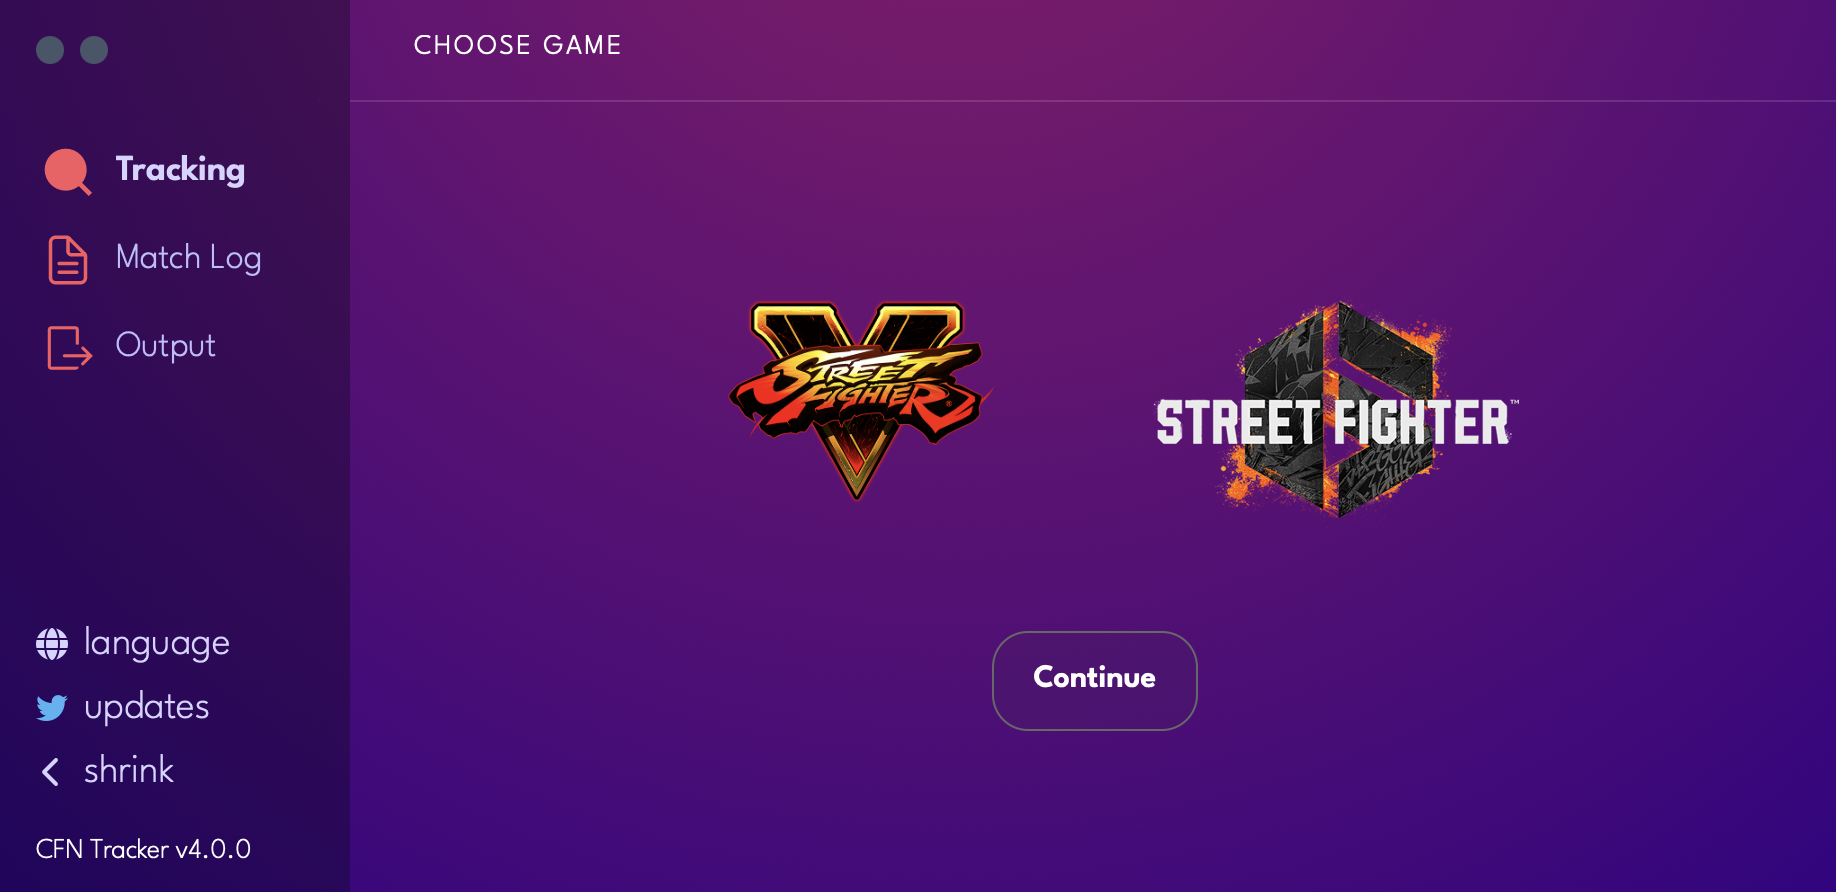 CHOOSE GAME
Tracking
Match Log
Output
STREET
FIGHTER®
V
STREET FIGHTER™
6
Continue
language
updates
shrink
CFN Tracker v4.0.0